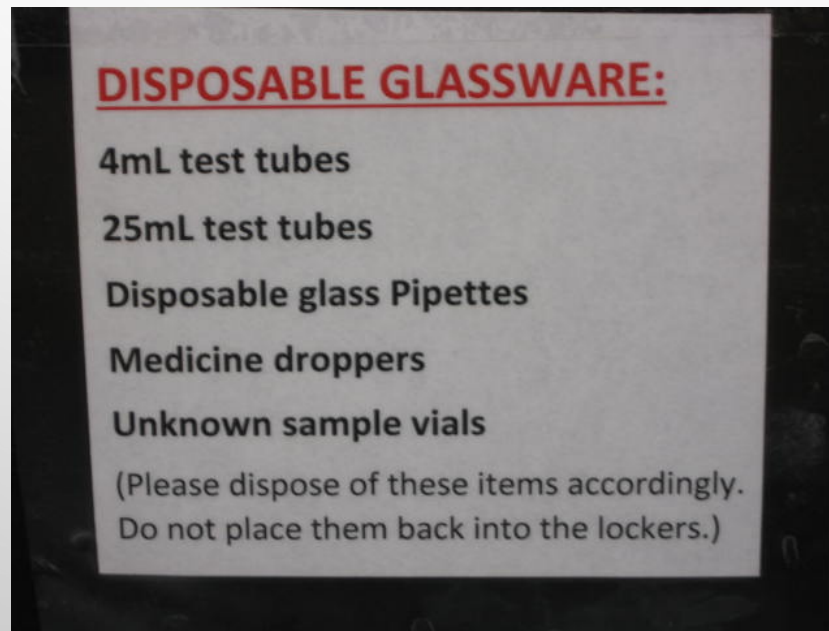 DISPOSABLE GLASSWARE:
4mL test tubes
25mL test tubes
Disposable glass Pipettes
Medicine droppers
Unknown sample vials
(Please dispose of these items accordingly.
Do not place them back into the lockers.)